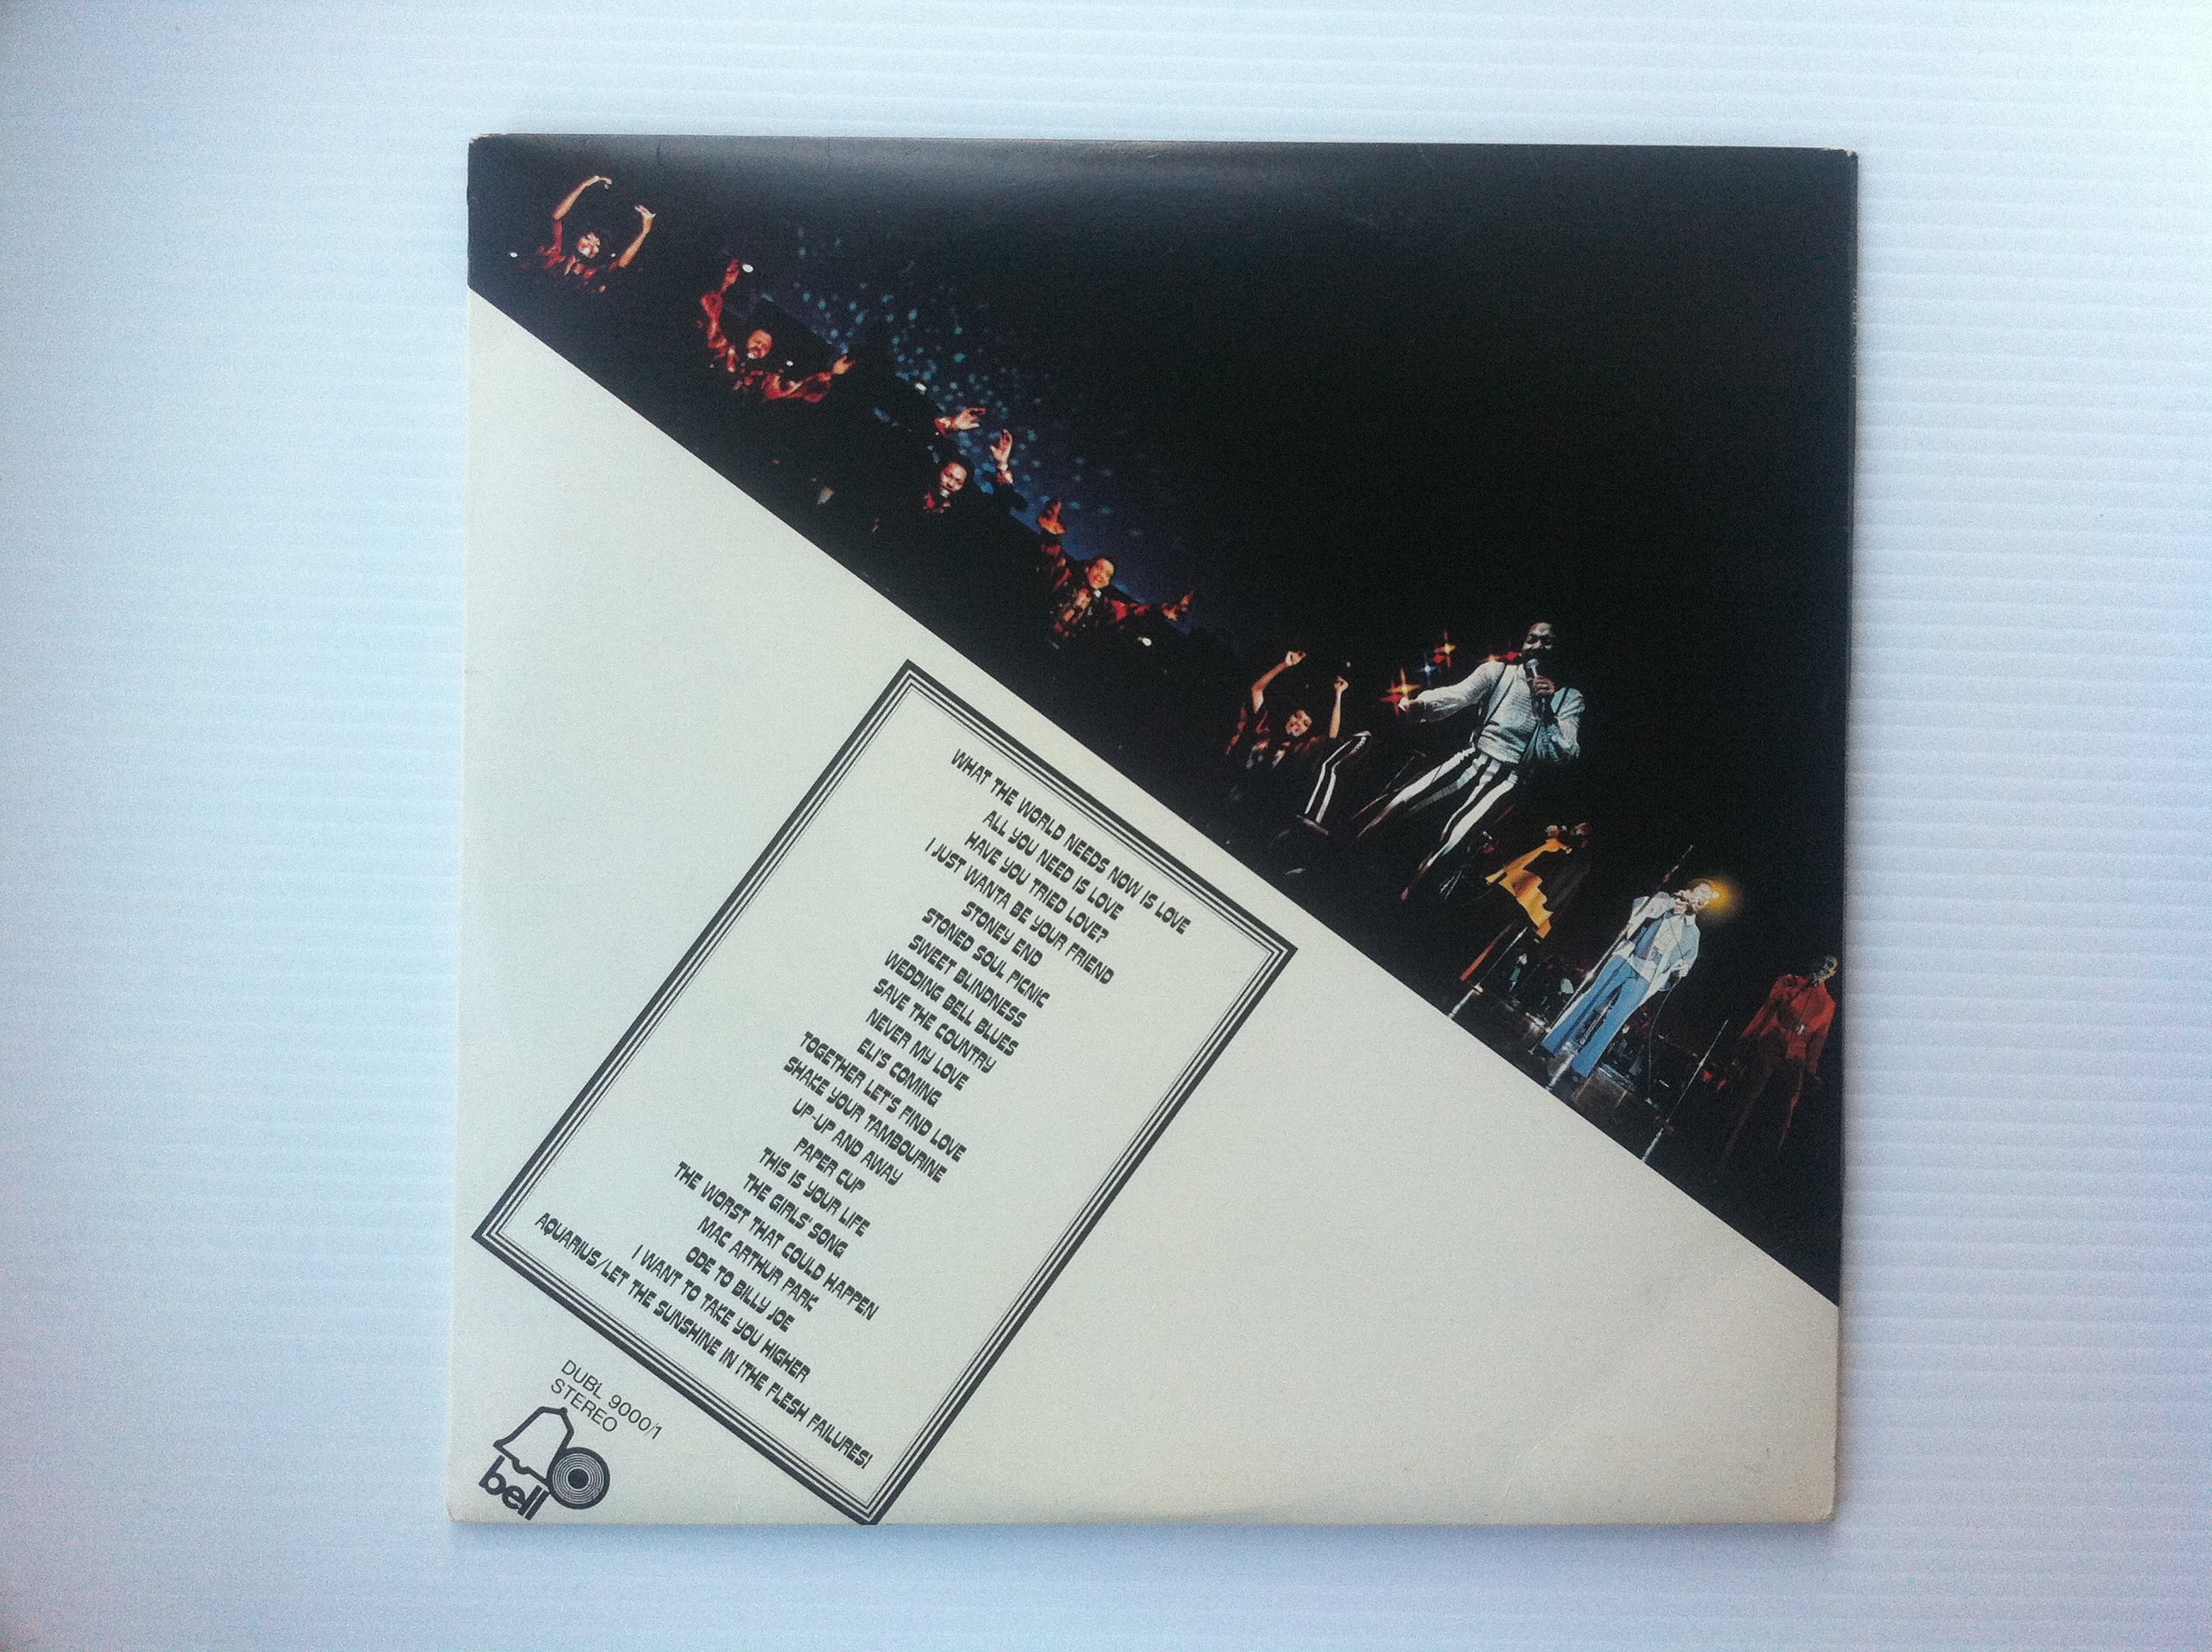 WHAT THE WORLD NEEDS NOW IS LOVE
ALL YOU NEED IS LOVE
HAVE YOU TRIED LOVE?
I JUST WANTA BE YOUR FRIEND
STONEY END
STONED SOUL PICNIC
SWEET BLINDNESS
WEDDING BELL BLUES
SAVE THE COUNTRY
NEVER MY LOVE
ELI'S COMING
TOGETHER LET'S FIND LOVE
SHAKE YOUR TAMBOURINE
UP-UP AND AWAY
PAPER CUP
THIS IS YOUR LIFE
THE GIRLS' SONG
THE WORST THAT COULD HAPPEN
MAC ARTHUR PARK
ODE TO BILLY JOE
I WANT TO TAKE YOU HIGHER
AQUARIUS/LET THE SUNSHINE IN (THE FLESH FAILURES)
DUBL 9000/1
STEREO
bell